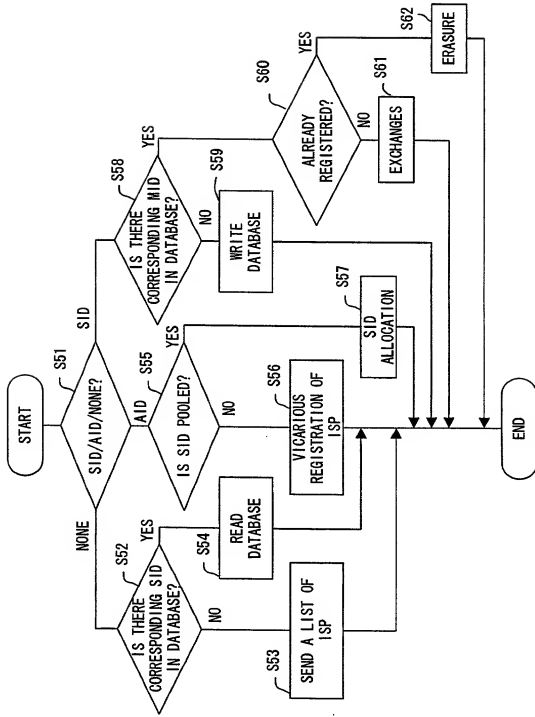 START
S51
SID/AID/NONE?
NONE
AID
SID
S52
IS THERE
CORRESPONDING SID
IN DATABASE?
YES
NO
S53
SEND A LIST OF
ISP
S54
READ
DATABASE
S55
IS SID POOLED?
YES
NO
S56
VICARIOUS
REGISTRATION OF
ISP
S57
SID
ALLOCATION
S58
IS THERE
CORRESPONDING MID
IN DATABASE?
YES
NO
S59
WRITE
DATABASE
S60
ALREADY
REGISTERED?
YES
NO
S61
EXCHANGES
S62
ERASURE
END